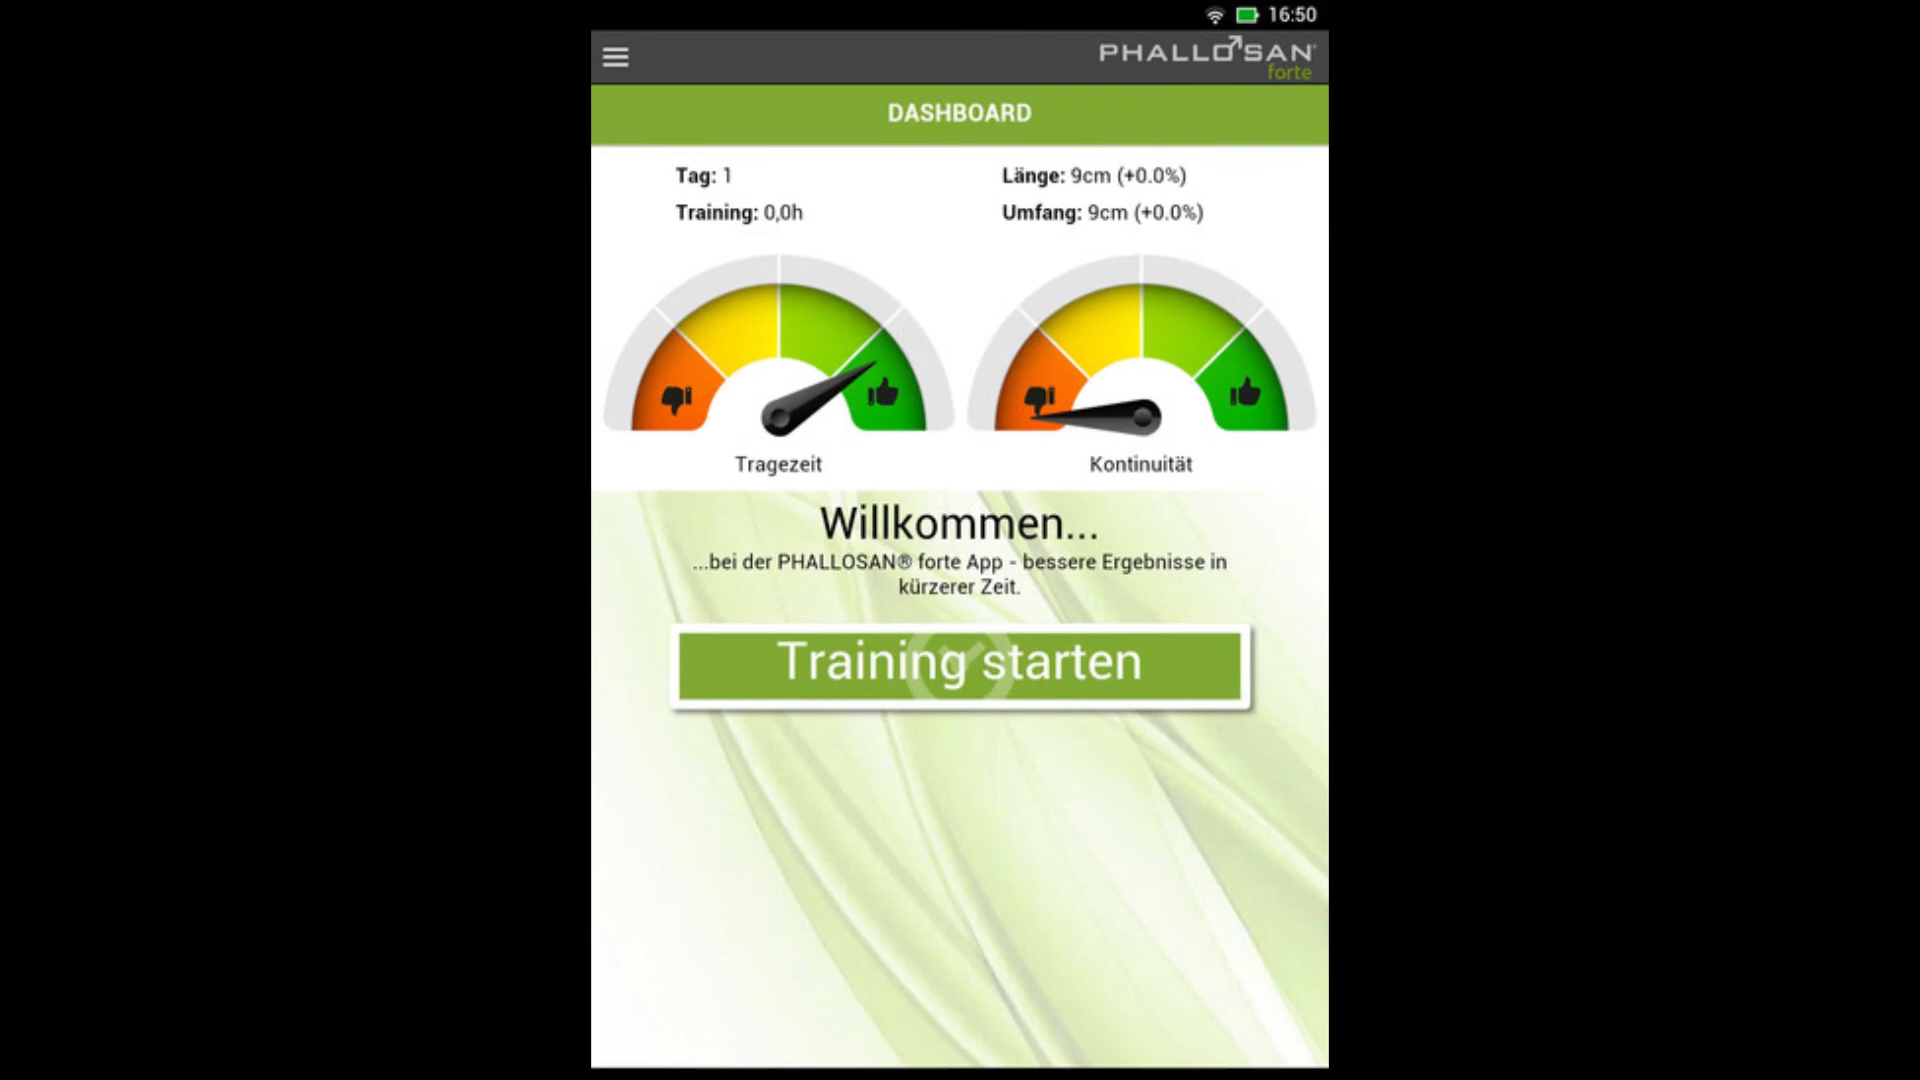 16:50
PHALLOSAN
forte
DASHBOARD
Tag: 1
Länge: 9cm (+0.0%)
Training: 0,0h
Umfang: 9cm (+0.0%)
Tragezeit
Kontinuität
Willkommen...
...bei der PHALLOSAN® forte App - bessere Ergebnisse in
kürzerer Zeit.
Training starten